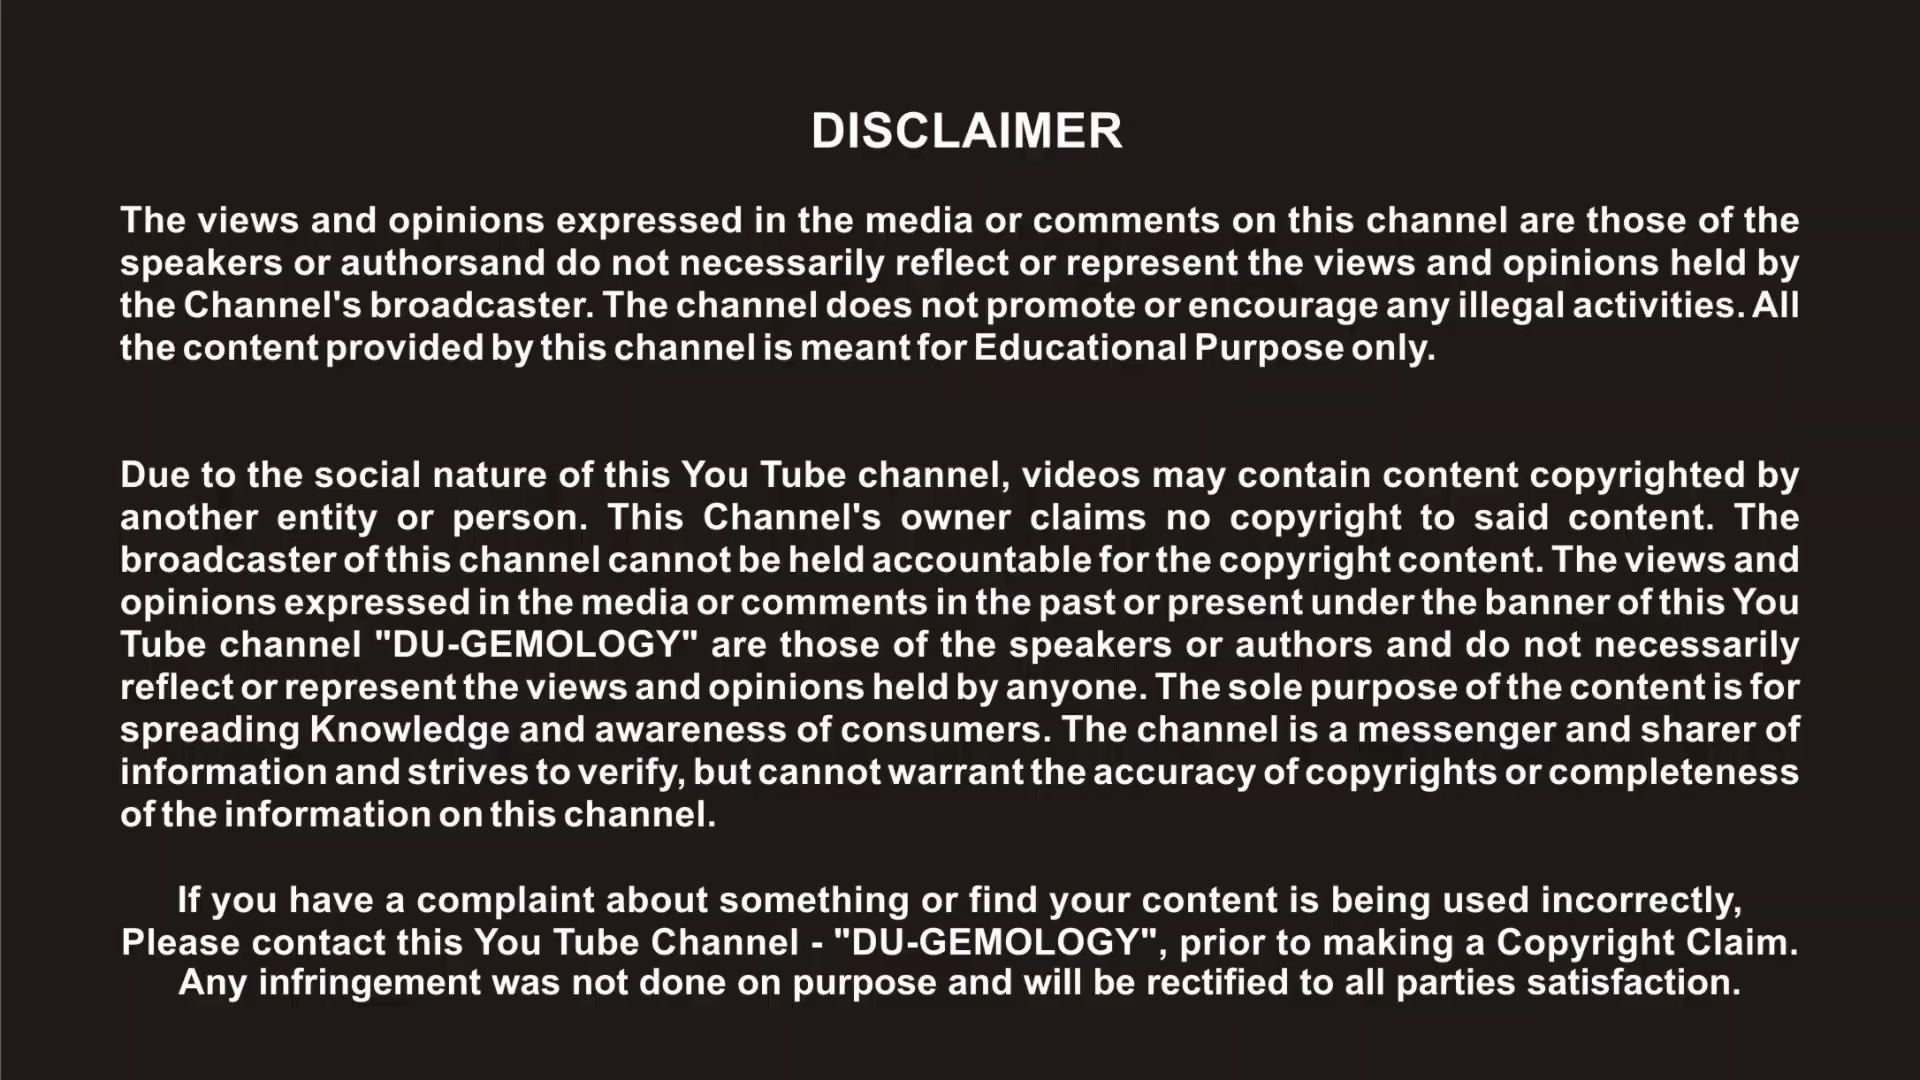 DISCLAIMER
The views and opinions expressed in the media or comments on this channel are those of the
speakers or authorsand do not necessarily reflect or represent the views and opinions held by
the Channel's broadcaster. The channel does not promote or encourage any illegal activities. All
the content provided by this channel is meant for Educational Purpose only.
Due to the social nature of this You Tube channel, videos may contain content copyrighted by
another entity or person. This Channel's owner claims no copyright to said content. The
broadcaster of this channel cannot be held accountable for the copyright content. The views and
opinions expressed in the media or comments in the past or present under the banner of this You
Tube channel "DU-GEMOLOGY" are those of the speakers or authors and do not necessarily
reflect or represent the views and opinions held by anyone. The sole purpose of the content is for
spreading Knowledge and awareness of consumers. The channel is a messenger and sharer of
information and strives to verify, but cannot warrant the accuracy of copyrights or completeness
of the information on this channel.
If you have a complaint about something or find your content is being used incorrectly,
Please contact this You Tube Channel - "DU-GEMOLOGY", prior to making a Copyright Claim.
Any infringement was not done on purpose and will be rectified to all parties satisfaction.